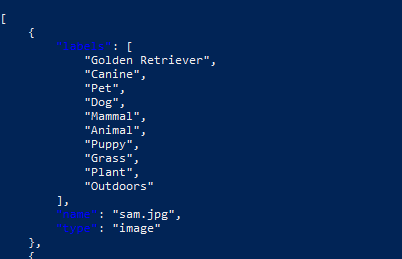 [
{
"labels": [
"Golden Retriever",
"Canine",
"Pet",
"Dog",
"Mammal",
"Animal",
"Puppy",
"Grass",
"Plant",
"Outdoors"
],
"name": "sam.jpg",
"type": "image"
},
{